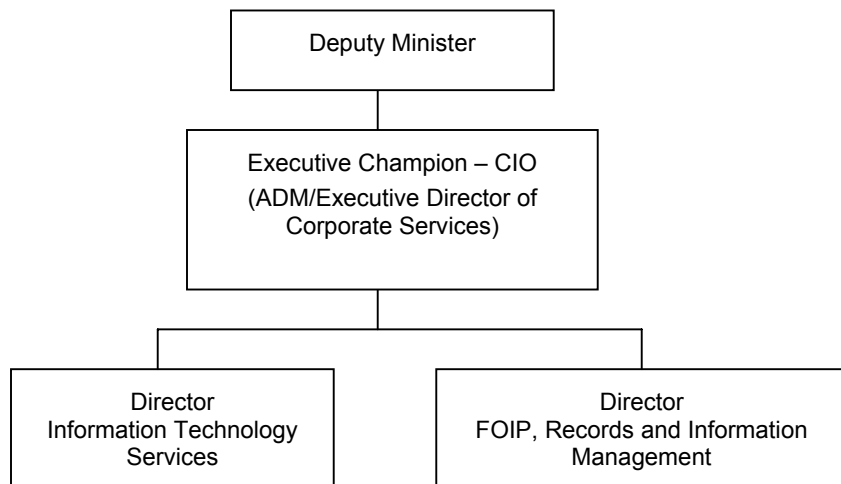 Deputy Minister
Executive Champion – CIO
(ADM/Executive Director of
Corporate Services)
Director
Information Technology
Services
Director
FOIP, Records and Information
Management